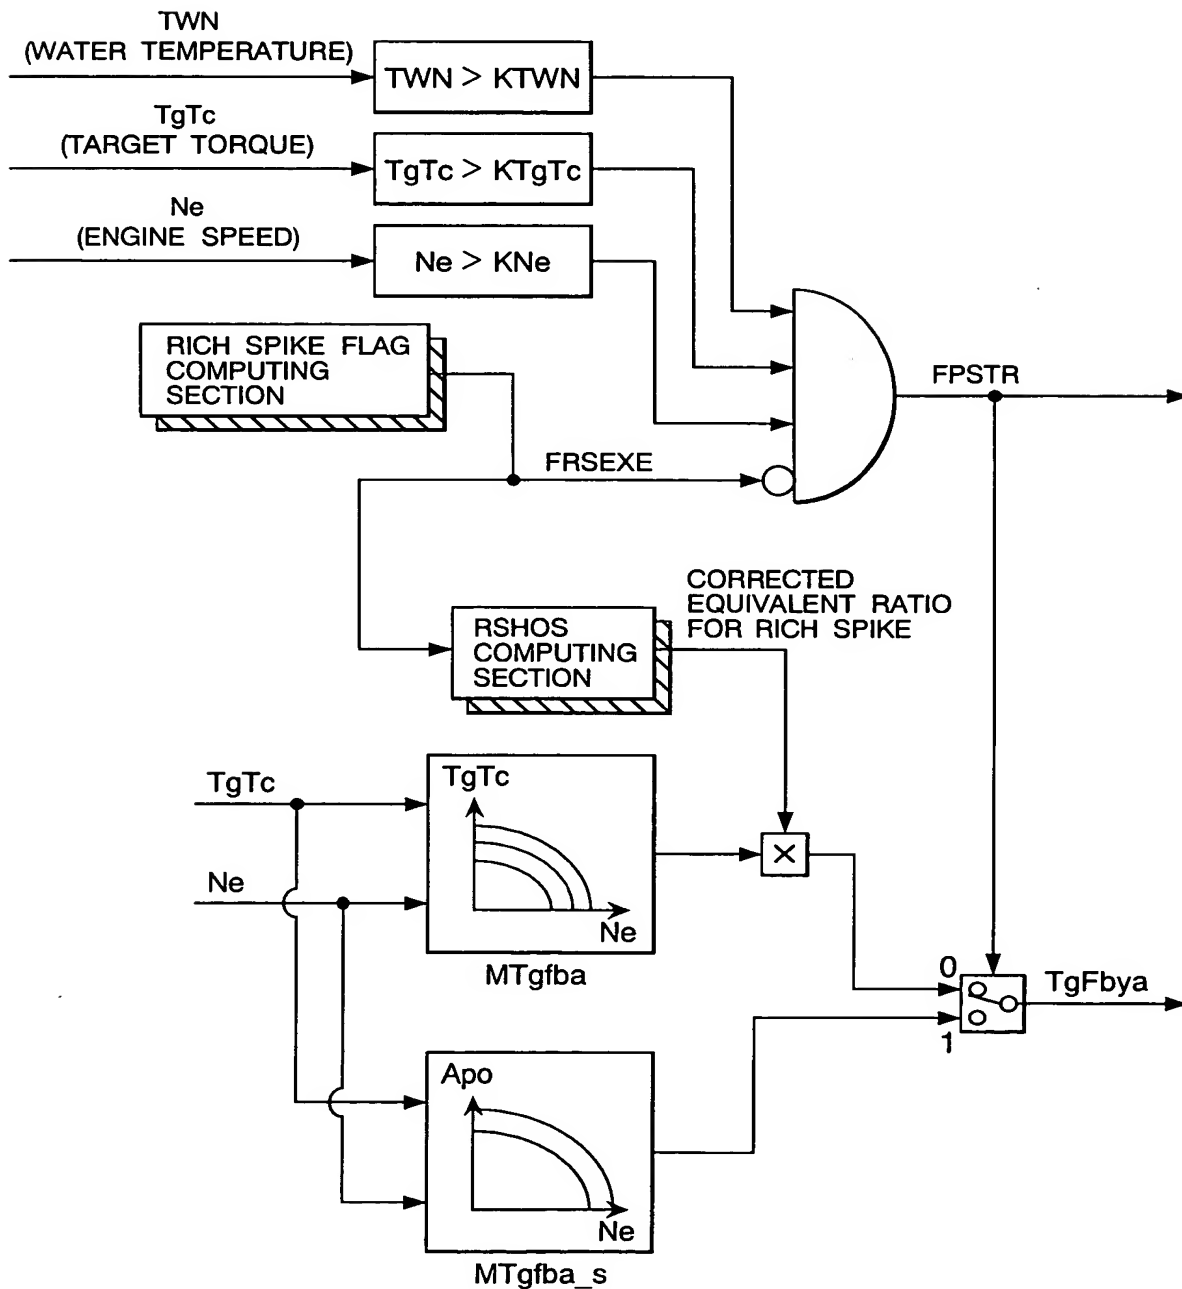 TWN
(WATER TEMPERATURE)
TWN > KTWN
TgTc
(TARGET TORQUE)
TgTc > KTgTc
Ne
(ENGINE SPEED)
Ne > KNe
RICH SPIKE FLAG
COMPUTING
SECTION
FPSTR
FRSEXE
CORRECTED
EQUIVALENT RATIO
FOR RICH SPIKE
RSHOS
COMPUTING
SECTION
TgTc
TgTc
Ne
Ne
×
MTgfba
0
TgFbya
1
Apo
Ne
MTgfba_s